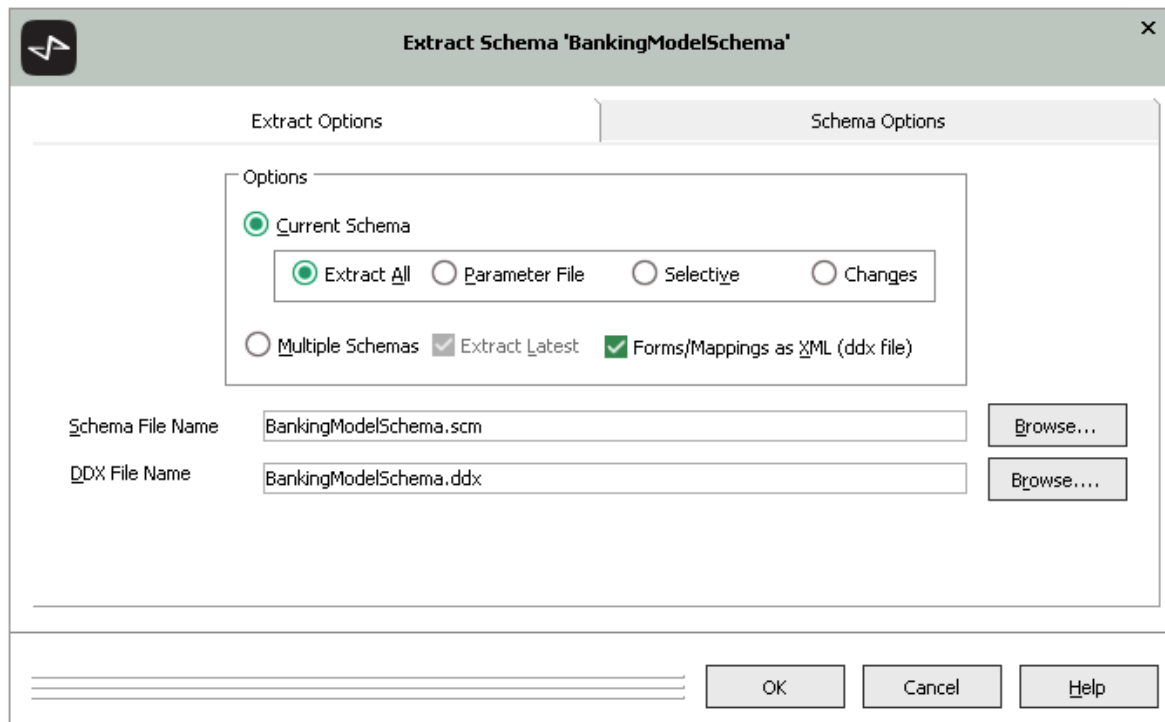 Extract Schema 'BankingModelSchema'
×
Extract Options
Schema Options
Options
Current Schema
Extract All
Parameter File
Selective
Changes
Multiple Schemas
Extract Latest
Forms/Mappings as XML (ddx file)
Schema File Name
BankingModelSchema.scm
Browse...
DDX File Name
BankingModelSchema.ddx
Browse....
OK
Cancel
Help